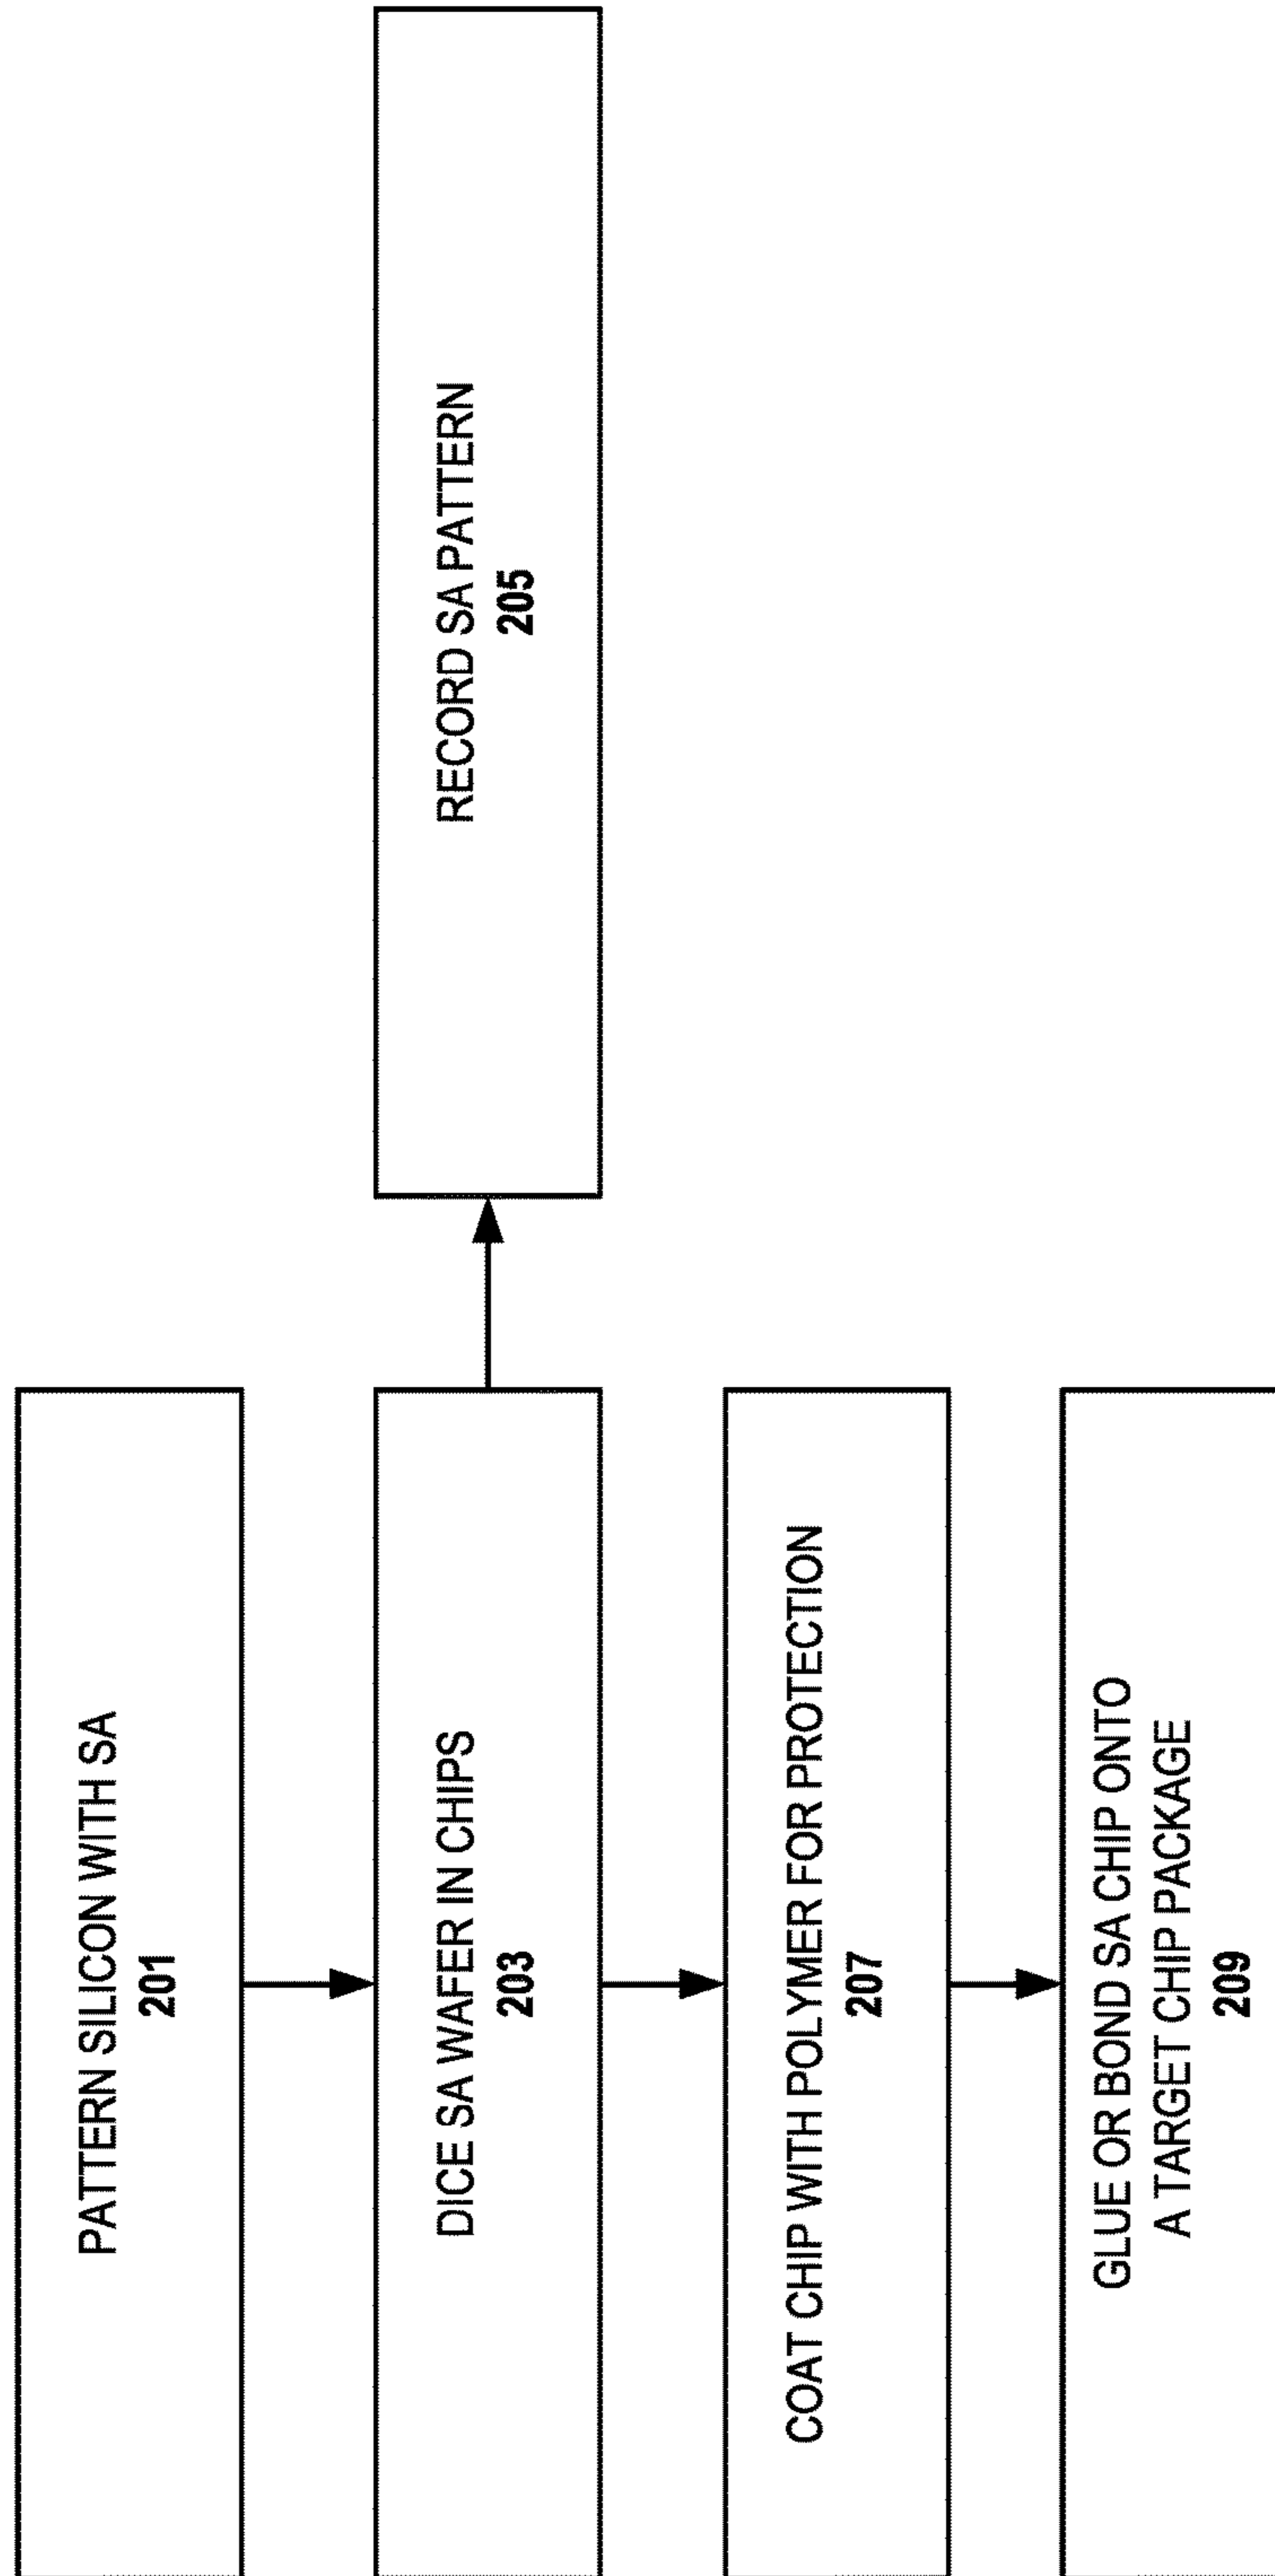 PATTERN SILICON WITH SA
201
DICE SA WAFER IN CHIPS
203
RECORD SA PATTERN
205
COAT CHIP WITH POLYMER FOR PROTECTION
207
GLUE OR BOND SA CHIP ONTO
A TARGET CHIP PACKAGE
209